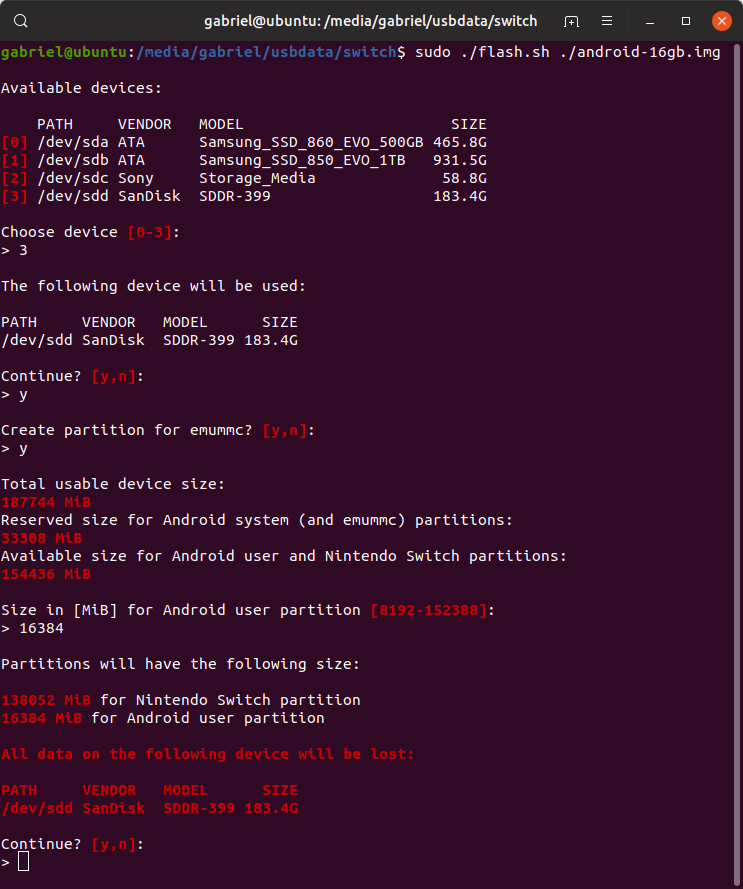 gabriel@ubuntu: /media/gabriel/usbdata/switch
gabriel@ubuntu:/media/gabriel/usbdata/switch$ sudo ./flash.sh ./android-16gb.img
Available devices:
PATH VENDOR MODEL SIZE
[0] /dev/sda ATA Samsung_SSD_860_EVO_500GB 465.8G
[1] /dev/sdb ATA Samsung_SSD_850_EVO_1TB 931.5G
[2] /dev/sdc Sony Storage_Media 58.8G
[3] /dev/sdd SanDisk SDDR-399 183.4G
Choose device [0-3]:
> 3
The following device will be used:
PATH VENDOR MODEL SIZE
/dev/sdd SanDisk SDDR-399 183.4G
Continue? [y,n]:
> y
Create partition for emummc? [y,n]:
> y
Total usable device size:
187744 MiB
Reserved size for Android system (and emummc) partitions:
33308 MiB
Available size for Android user and Nintendo Switch partitions:
154436 MiB
Size in [MiB] for Android user partition [8192-152388]:
> 16384
Partitions will have the following size:
138052 MiB for Nintendo Switch partition
16384 MiB for Android user partition
All data on the following device will be lost:
PATH VENDOR MODEL SIZE
/dev/sdd SanDisk SDDR-399 183.4G
Continue? [y,n]:
>